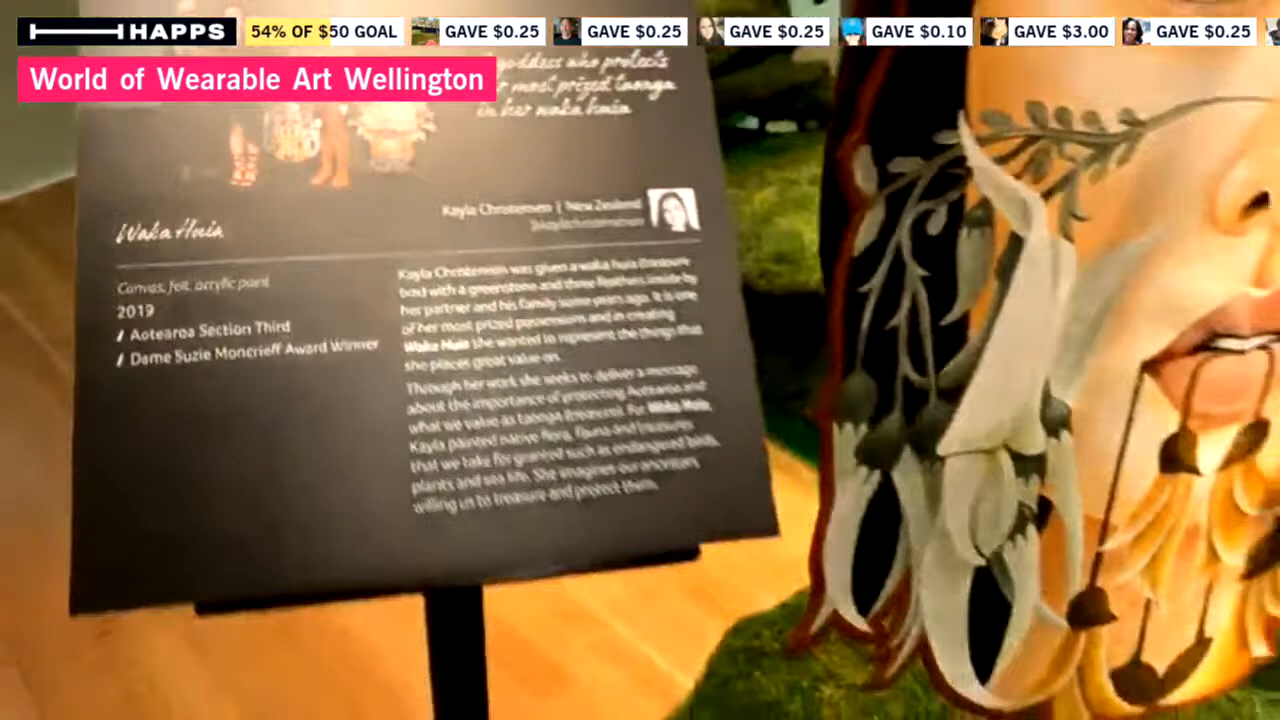 HAPPS
54% OF $50 GOAL
GAVE $0.25
GAVE $0.25
GAVE $0.25
GAVE $0.10
GAVE $3.00
GAVE $0.25
World of Wearable Art Wellington
goddess who protects
most prized taonga
in her waka huia
Waka Huia
Kayla Christensen | New Zealand
Canvas, felt, acrylic paint
2019
/ Aotearoa Section Third
/ Dame Suzie Moncrieff Award Winner
Kayla Christensen was given a waka huia (treasure
box) with a greenstone and three feathers inside by
her partner and his family some years ago. It is one
of her most prized possessions and in creating
Waka Huia she wanted to represent the things that
she places great value on.
Through her work she seeks to deliver a message
about the importance of protecting Aotearoa and
what we value as taonga (treasure). For Waka Huia,
Kayla painted native flora, fauna and treasures
that we take for granted such as endangered birds,
plants and sea life. She imagines our ancestors
willing us to treasure and protect them.